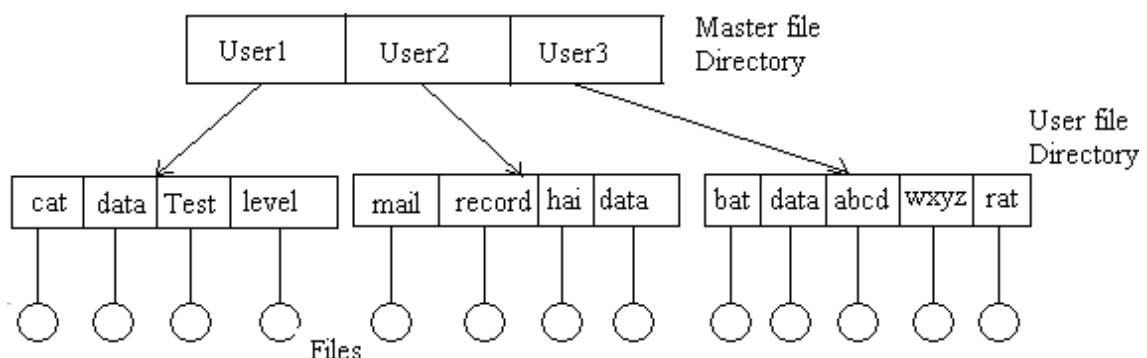 User1 User2 User3
Master file
Directory
User file
Directory
cat data Test level
mail record hai data
bat data abcd wxyz rat
Files